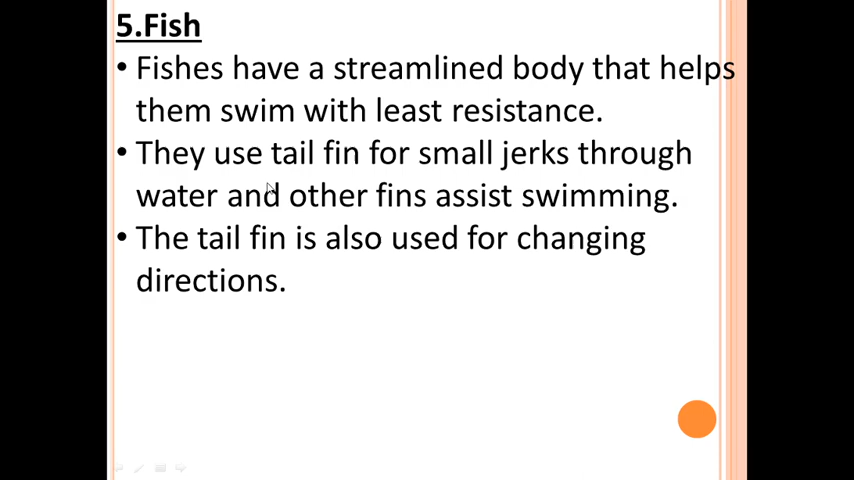 5.Fish
• Fishes have a streamlined body that helps
them swim with least resistance.
• They use tail fin for small jerks through
water and other fins assist swimming.
• The tail fin is also used for changing
directions.